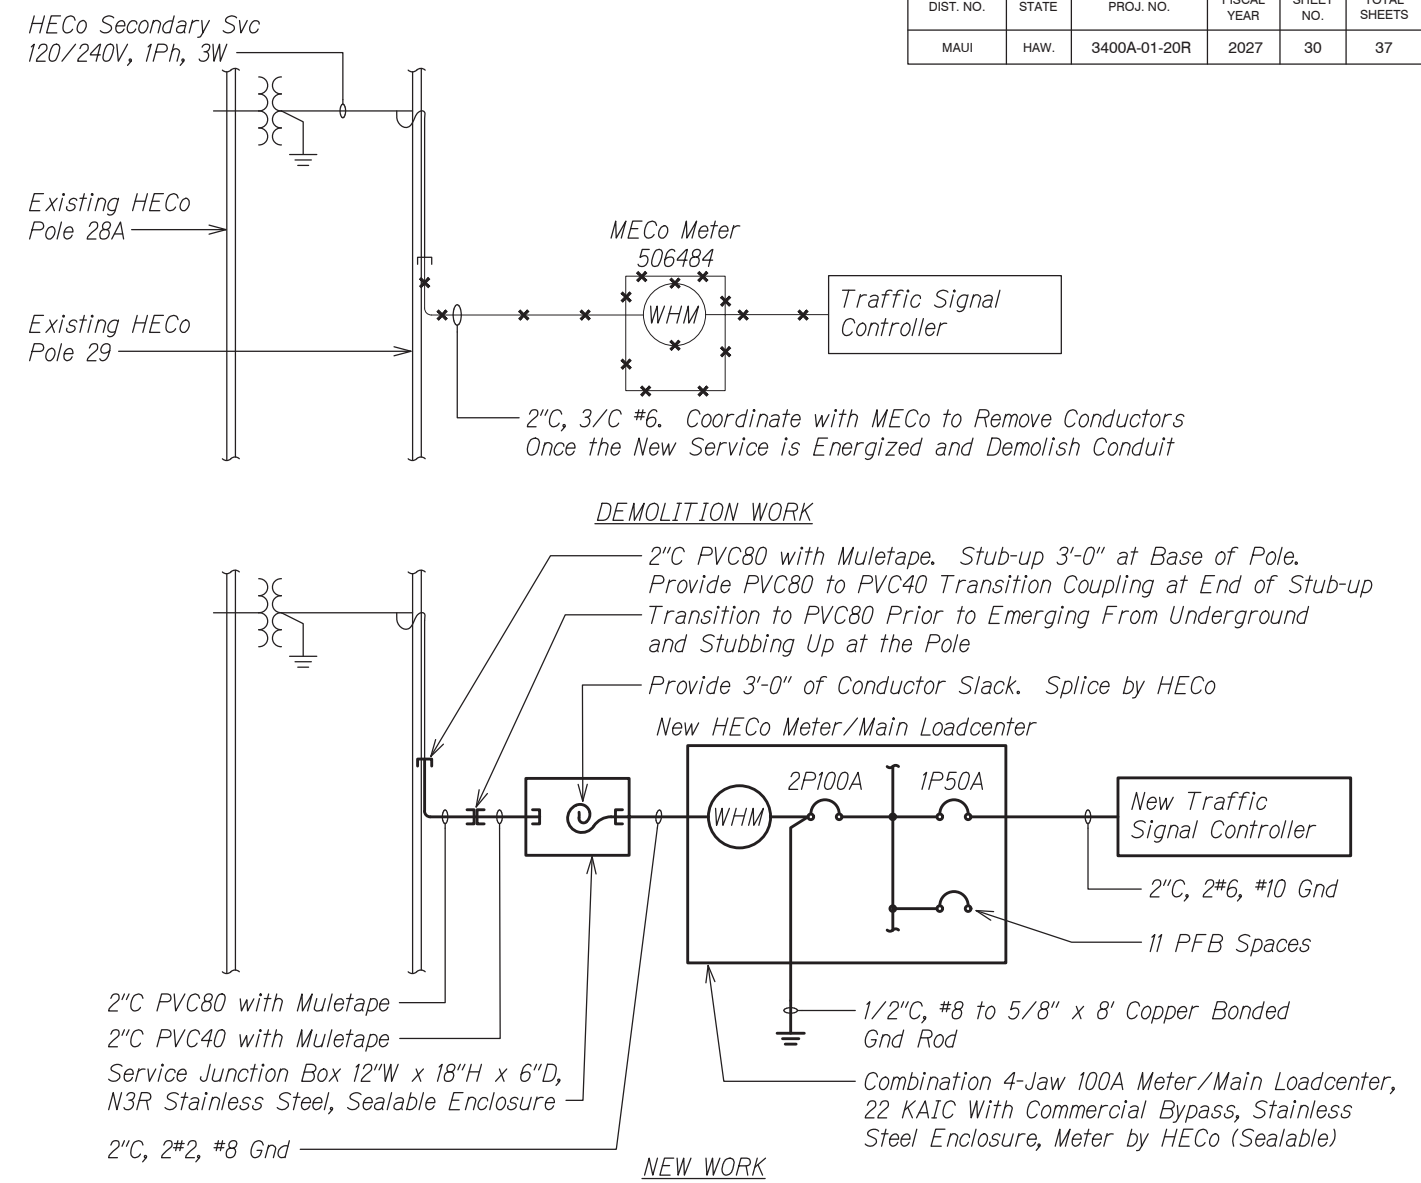 DIST. NO.
STATE
PROJ. NO.
FISCAL
YEAR
SHEET
NO.
TOTAL
SHEETS
MAUI
HAW.
3400A-01-20R
2027
30
37
HECo Secondary Svc
120/240V, 1Ph, 3W
Existing HECo
Pole 28A
Existing HECo
Pole 29
MECo Meter
506484
WHM
Traffic Signal
Controller
2"C, 3/C #6. Coordinate with MECo to Remove Conductors
Once the New Service is Energized and Demolish Conduit
DEMOLITION WORK
2"C PVC80 with Muletape. Stub-up 3'-0" at Base of Pole.
Provide PVC80 to PVC40 Transition Coupling at End of Stub-up
Transition to PVC80 Prior to Emerging From Underground
and Stubbing Up at the Pole
Provide 3'-0" of Conductor Slack. Splice by HECo
New HECo Meter/Main Loadcenter
2P100A
1P50A
WHM
New Traffic
Signal Controller
2"C, 2#6, #10 Gnd
11 PFB Spaces
2"C PVC80 with Muletape
2"C PVC40 with Muletape
Service Junction Box 12"W x 18"H x 6"D,
N3R Stainless Steel, Sealable Enclosure
2"C, 2#2, #8 Gnd
1/2"C, #8 to 5/8" x 8' Copper Bonded
Gnd Rod
Combination 4-Jaw 100A Meter/Main Loadcenter,
22 KAIC With Commercial Bypass, Stainless
Steel Enclosure, Meter by HECo (Sealable)
NEW WORK